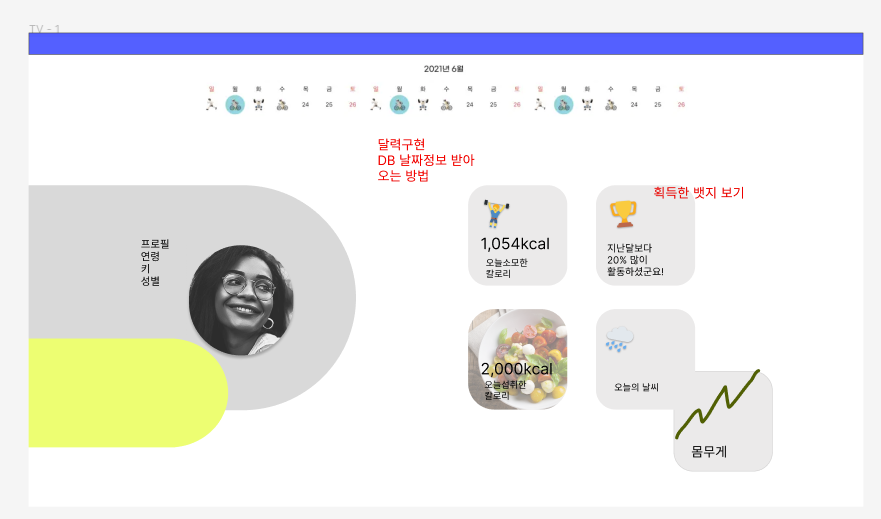 TV - 1
2021년 6월
일 월 화 수 목 금 토 일 월 화 수 목 금 토 일 월 화 수 목 금 토
24 25 26 24 25 26 24 25 26
달력구현
DB 날짜정보 받아
오는 방법
획득한 뱃지 보기
프로필
연령
키
성별
1,054kcal
오늘소모한
칼로리
지난달보다
20% 많이
활동하셨군요!
2,000kcal
오늘섭취한
칼로리
오늘의 날씨
몸무게